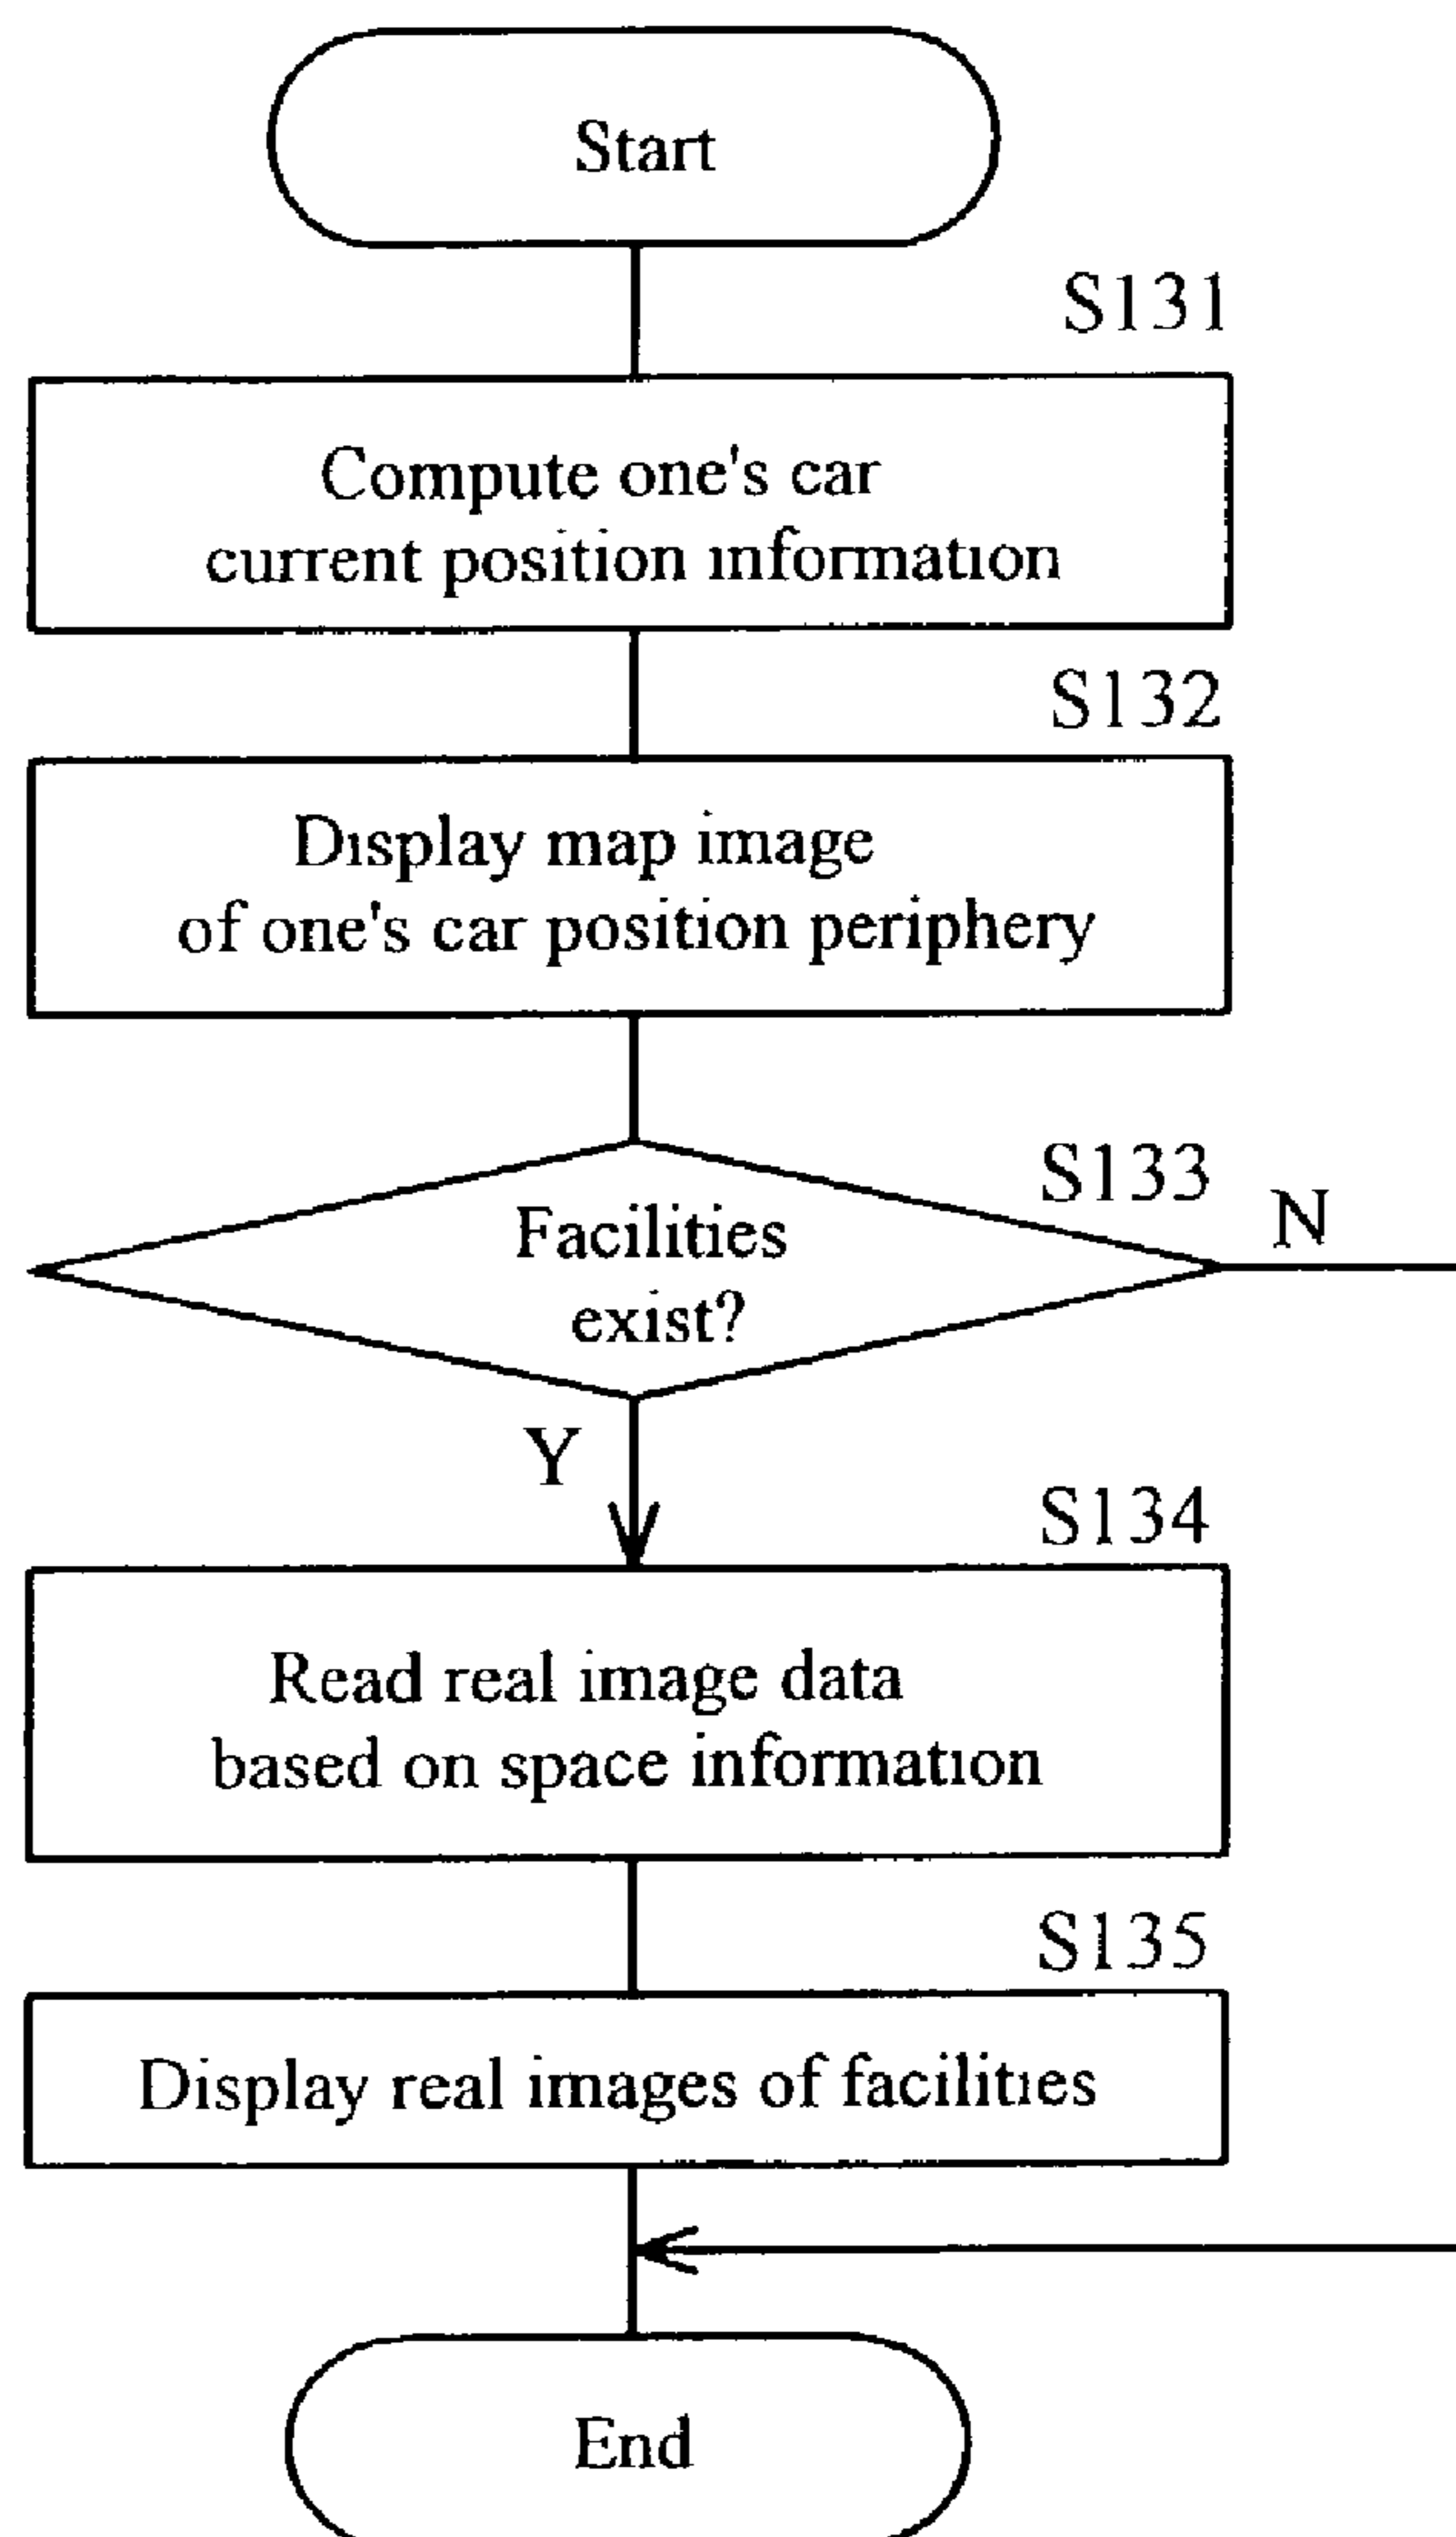 Start
S131
Compute one's car
current position information
S132
Display map image
of one's car position periphery
S133
N
Facilities
exist?
Y
S134
Read real image data
based on space information
S135
Display real images of facilities
End